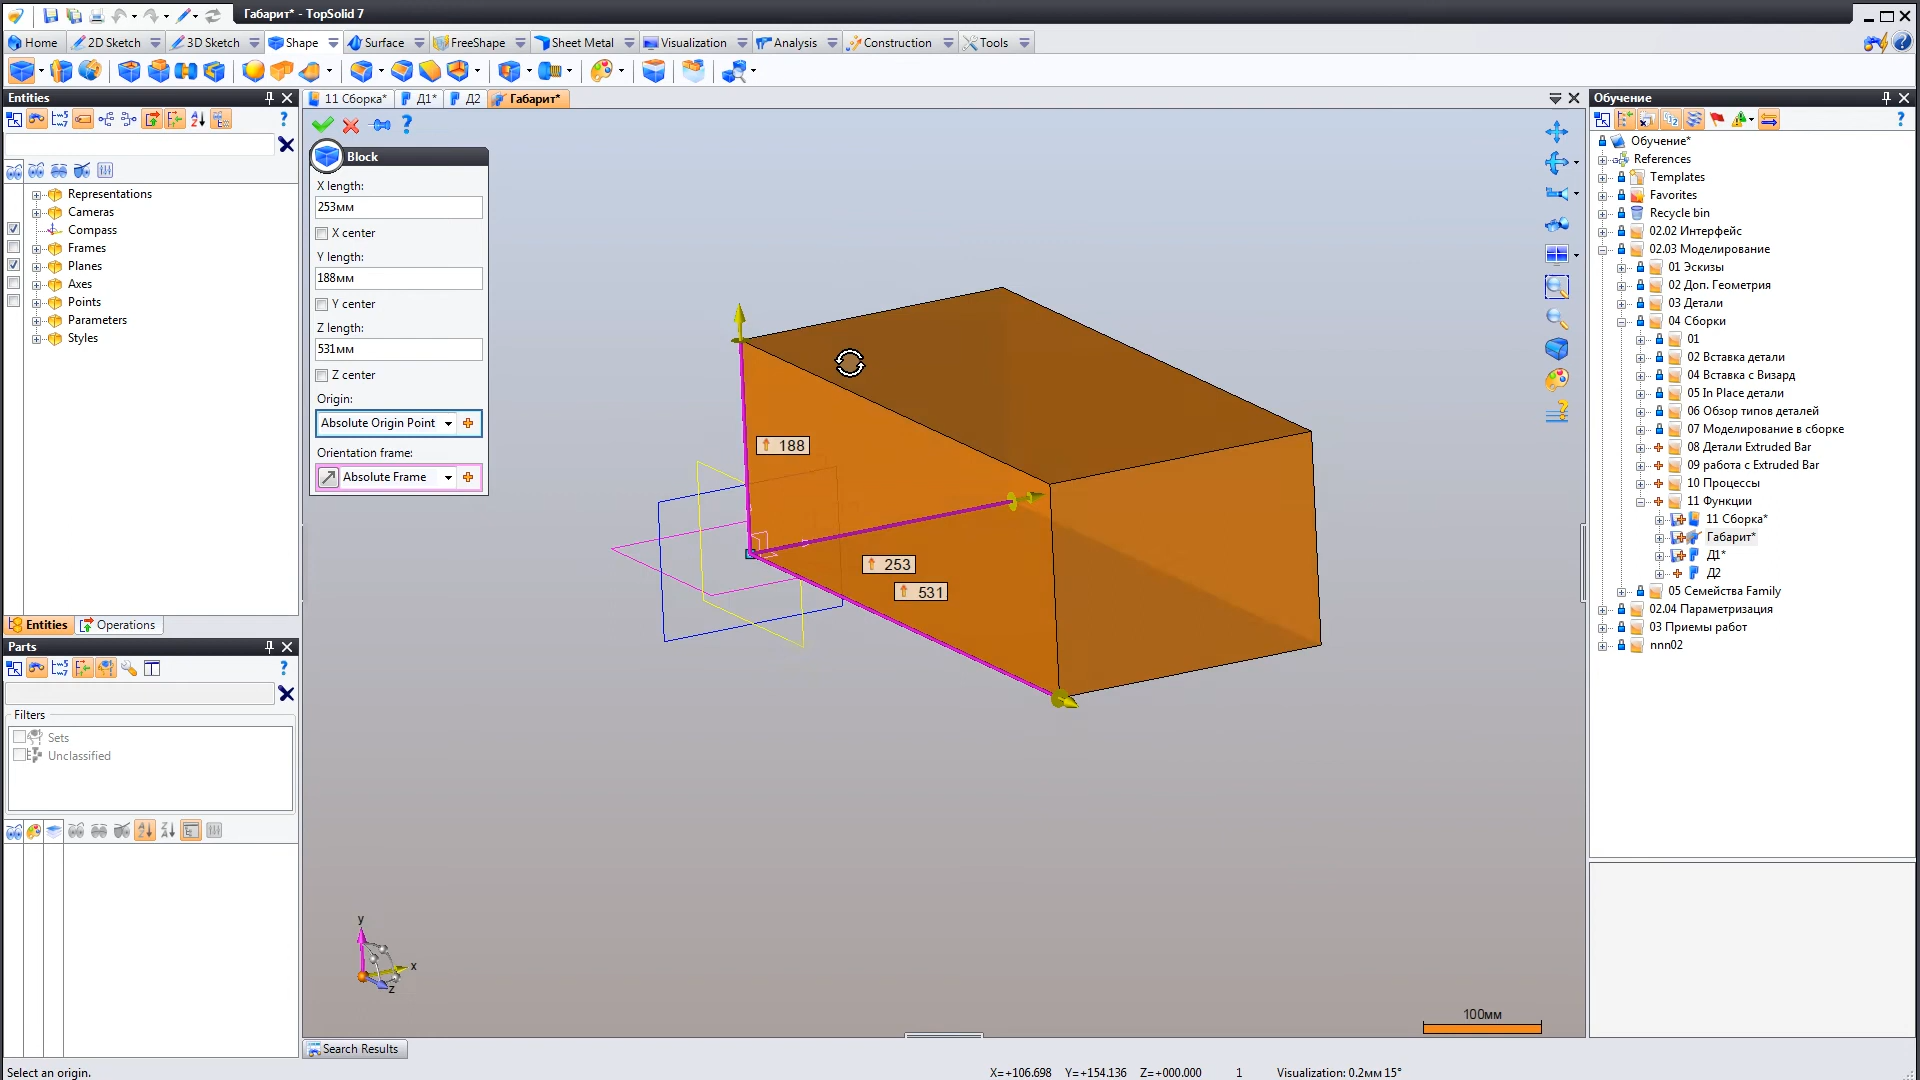 Габарит* - TopSolid 7
Home
2D Sketch
3D Sketch
Shape
Surface
FreeShape
Sheet Metal
Visualization
Analysis
Construction
Tools
Entities
Representations
Cameras
Compass
Frames
Planes
Axes
Points
Parameters
Styles
Entities
Operations
Parts
Filters
Sets
Unclassified
11 Сборка*
Д1*
Д2
Габарит*
Block
X length:
253мм
X center
Y length:
188мм
Y center
Z length:
531мм
Z center
Origin:
Absolute Origin Point
Orientation frame:
Absolute Frame
188
253
531
y
x
z
100мм
Обучение
Обучение*
References
Templates
Favorites
Recycle bin
02.02 Интерфейс
02.03 Моделирование
01 Эскизы
02 Доп. Геометрия
03 Детали
04 Сборки
01
02 Вставка детали
04 Вставка с Визард
05 In Place детали
06 Обзор типов деталей
07 Моделирование в сборке
08 Детали Extruded Bar
09 работа с Extruded Bar
10 Процессы
11 Функции
11 Сборка*
Габарит*
Д1*
Д2
05 Семейства Family
02.04 Параметризация
03 Приемы работ
nnn02
Search Results
Select an origin.
X=+106.698 Y=+154.136 Z=+000.000 1 Visualization: 0.2мм 15°